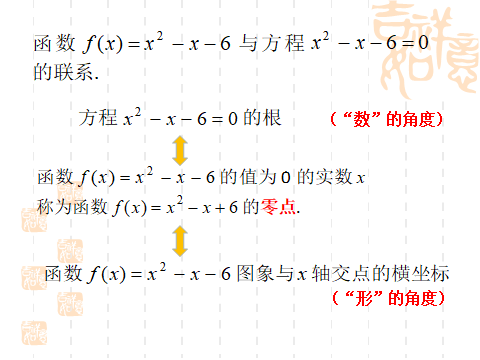 函数 f(x) = x² − x − 6 与方程 x² − x − 6 = 0
的联系.
方程 x² − x − 6 = 0 的根
（“数”的角度）
函数 f(x) = x² − x − 6 的值为 0 的实数 x
称为函数 f(x) = x² − x + 6 的零点.
函数 f(x) = x² − x − 6 图象与 x 轴交点的横坐标
（“形”的角度）